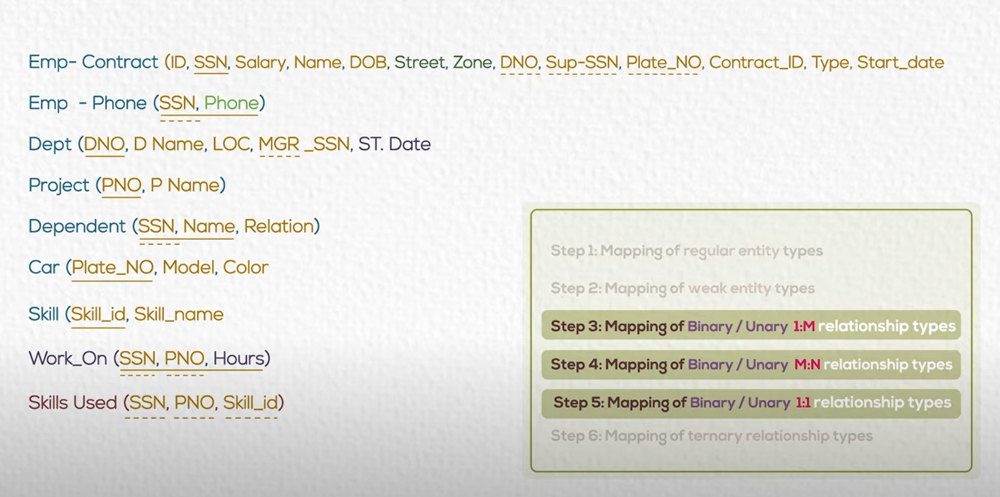 Emp- Contract (ID, SSN, Salary, Name, DOB, Street, Zone, DNO, Sup-SSN, Plate_NO, Contract_ID, Type, Start_date
Emp - Phone (SSN, Phone)
Dept (DNO, D Name, LOC, MGR _SSN, ST. Date
Project (PNO, P Name)
Dependent (SSN, Name, Relation)
Car (Plate_NO, Model, Color
Skill (Skill_id, Skill_name
Work_On (SSN, PNO, Hours)
Skills Used (SSN, PNO, Skill_id)
Step 1: Mapping of regular entity types
Step 2: Mapping of weak entity types
Step 3: Mapping of Binary / Unary 1:M relationship types
Step 4: Mapping of Binary / Unary M:N relationship types
Step 5: Mapping of Binary / Unary 1:1 relationship types
Step 6: Mapping of ternary relationship types